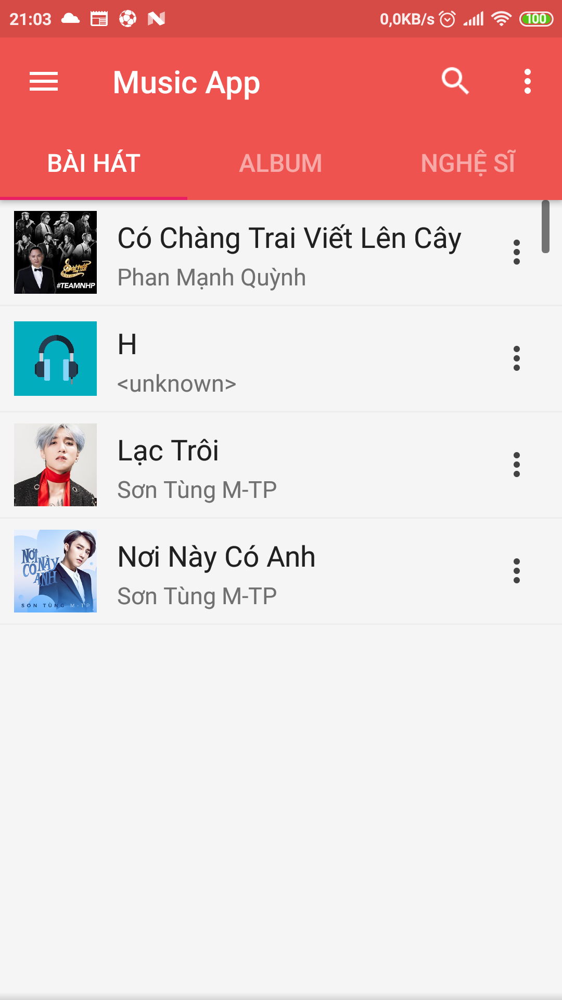 21:03 0,0KB/s 100
Music App
BÀI HÁT ALBUM NGHỆ SĨ
Có Chàng Trai Viết Lên Cây
Phan Mạnh Quỳnh
#TEAMNHP
H
<unknown>
Lạc Trôi
Sơn Tùng M-TP
Nơi Này Có Anh
Sơn Tùng M-TP
NƠI
NÀY
CÓ
ANH
SƠN TÙNG M-TP